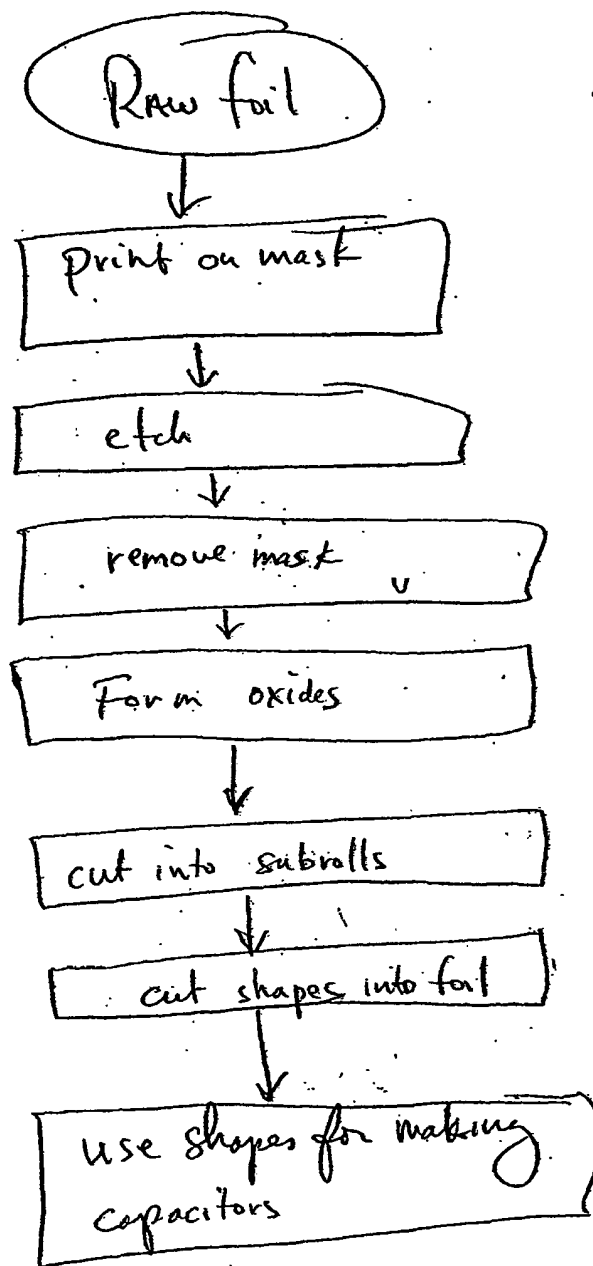 Raw foil
print on mask
etch
remove mask
Form oxides
cut into subrolls
cut shapes into foil
use shapes for making
capacitors